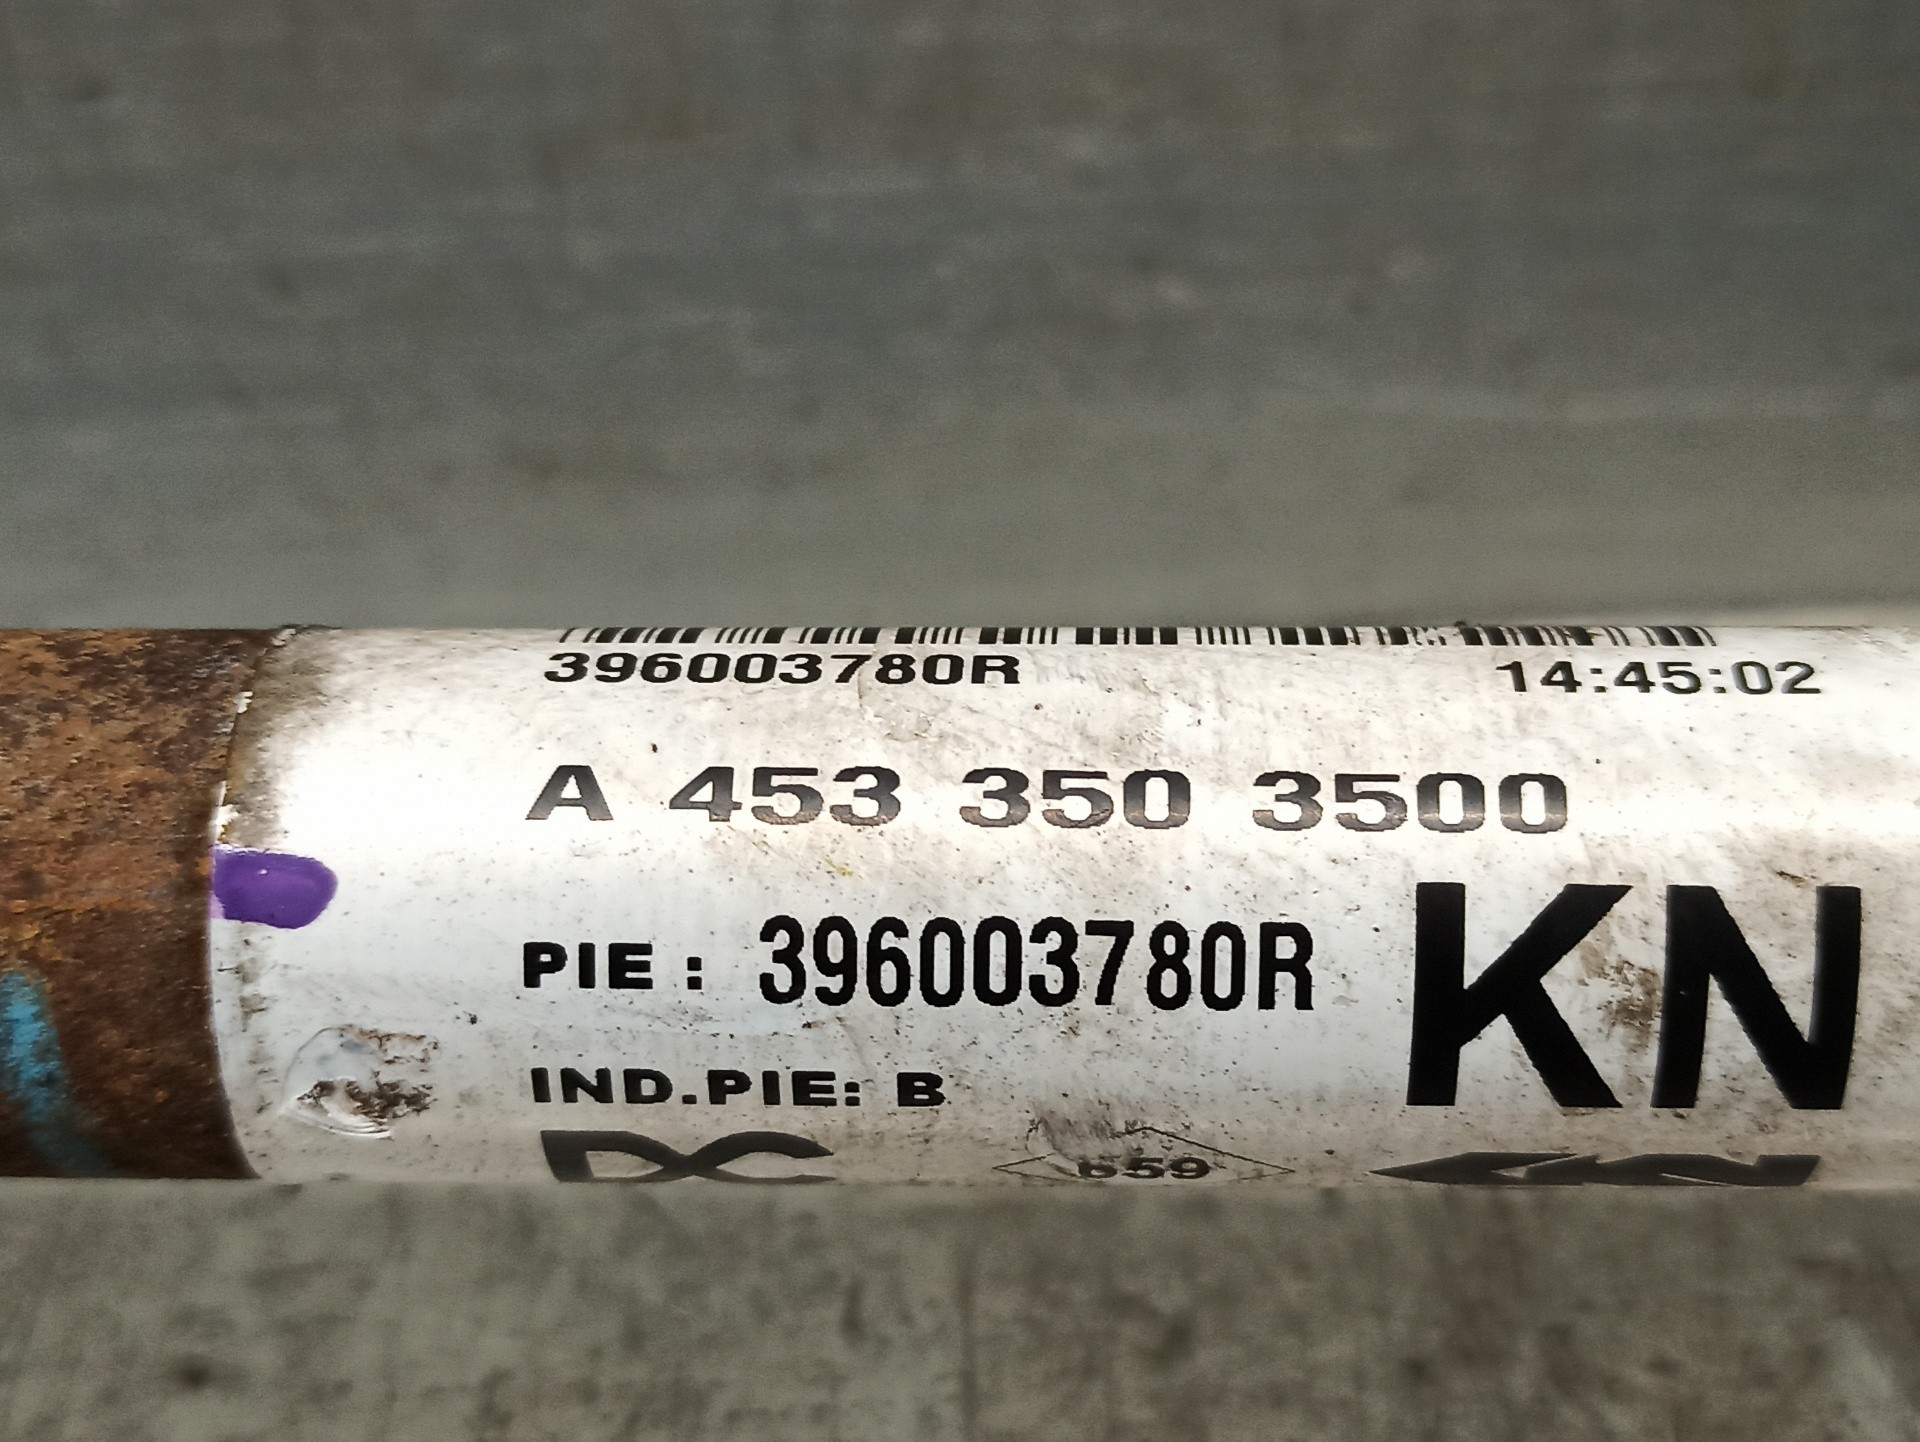 396003780R 14:45:02
A 453 350 3500
PIE : 396003780R KN
IND.PIE: B
DC 659